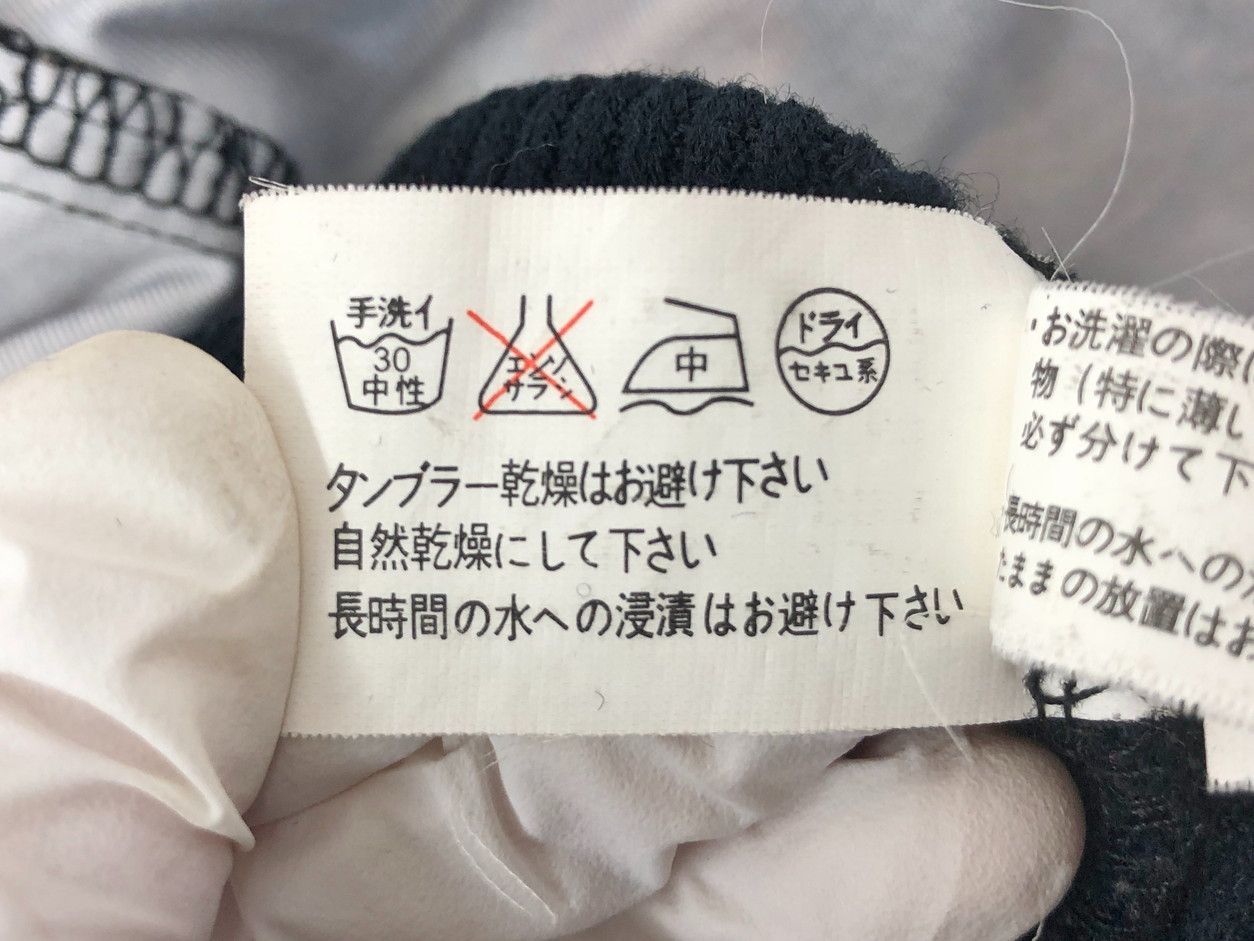 手洗イ
30
中性
エンソ
サラシ
中
ドライ
セキユ系
タンブラー乾燥はお避け下さい
自然乾燥にして下さい
長時間の水への浸漬はお避け下さい
・お洗濯の際に
物(特に薄い
必ず分けて下
長時間の水への
たままの放置はお